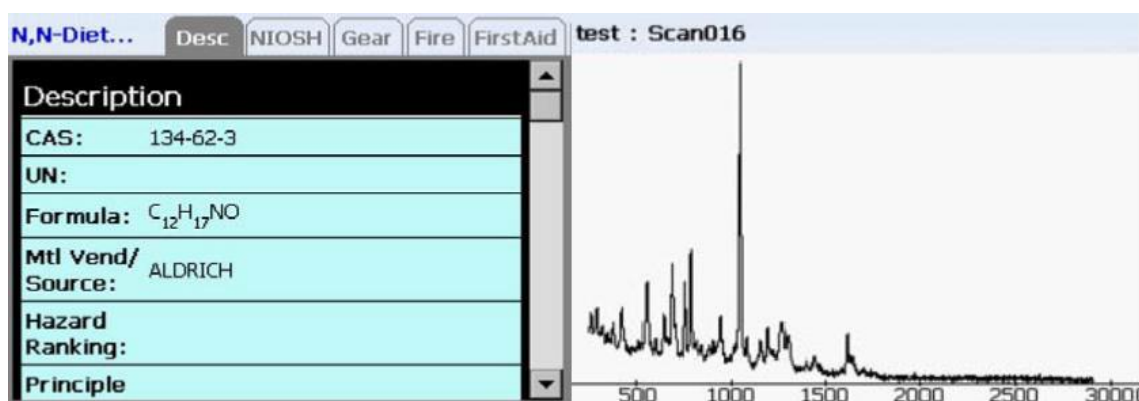 N,N-Diet... Desc NIOSH Gear Fire FirstAid test : Scan016
Description
CAS: 134-62-3
UN:
Formula: C₁₂H₁₇NO
Mtl Vend/
Source: ALDRICH
Hazard
Ranking:
Principle
500 1000 1500 2000 2500 3000